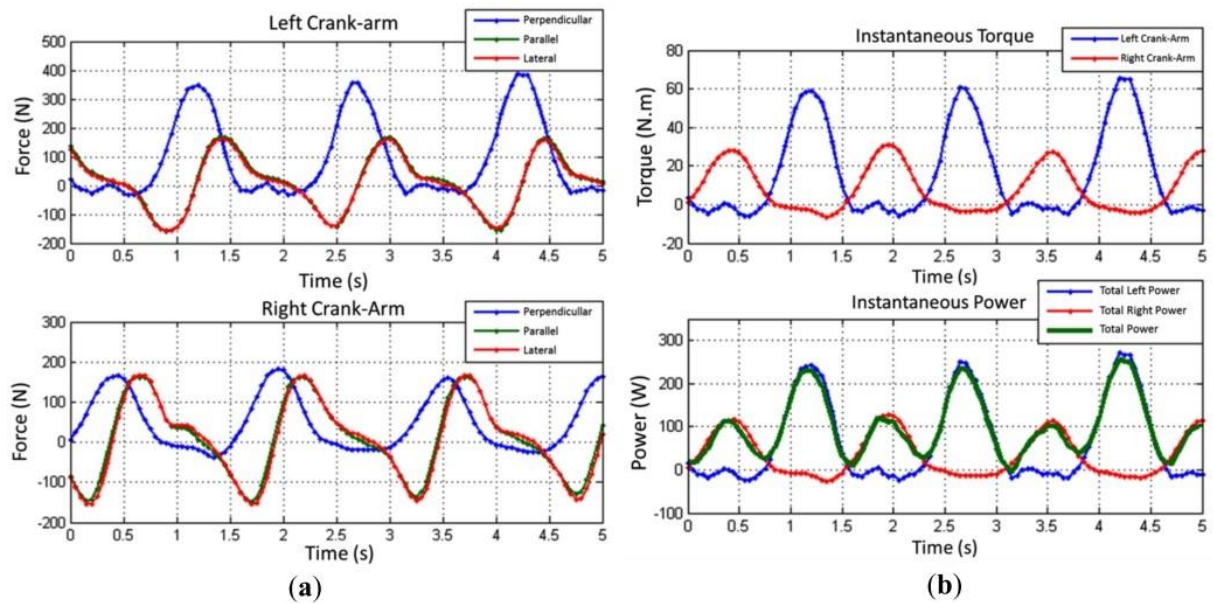 Left Crank-arm
Perpendicullar
Parallel
Lateral
Force (N)
500
400
300
200
100
0
-100
-200
0 0.5 1 1.5 2 2.5 3 3.5 4 4.5 5
Time (s)
Right Crank-Arm
Perpendicullar
Parallel
Lateral
Force (N)
300
200
100
0
-100
-200
0 0.5 1 1.5 2 2.5 3 3.5 4 4.5 5
Time (s)
(a)
Instantaneous Torque
Left Crank-Arm
Right Crank-Arm
Torque (N.m)
80
60
40
20
0
-20
0 0.5 1 1.5 2 2.5 3 3.5 4 4.5 5
Time (s)
Instantaneous Power
Total Left Power
Total Right Power
Total Power
Power (W)
300
200
100
0
-100
0 0.5 1 1.5 2 2.5 3 3.5 4 4.5 5
Time (s)
(b)